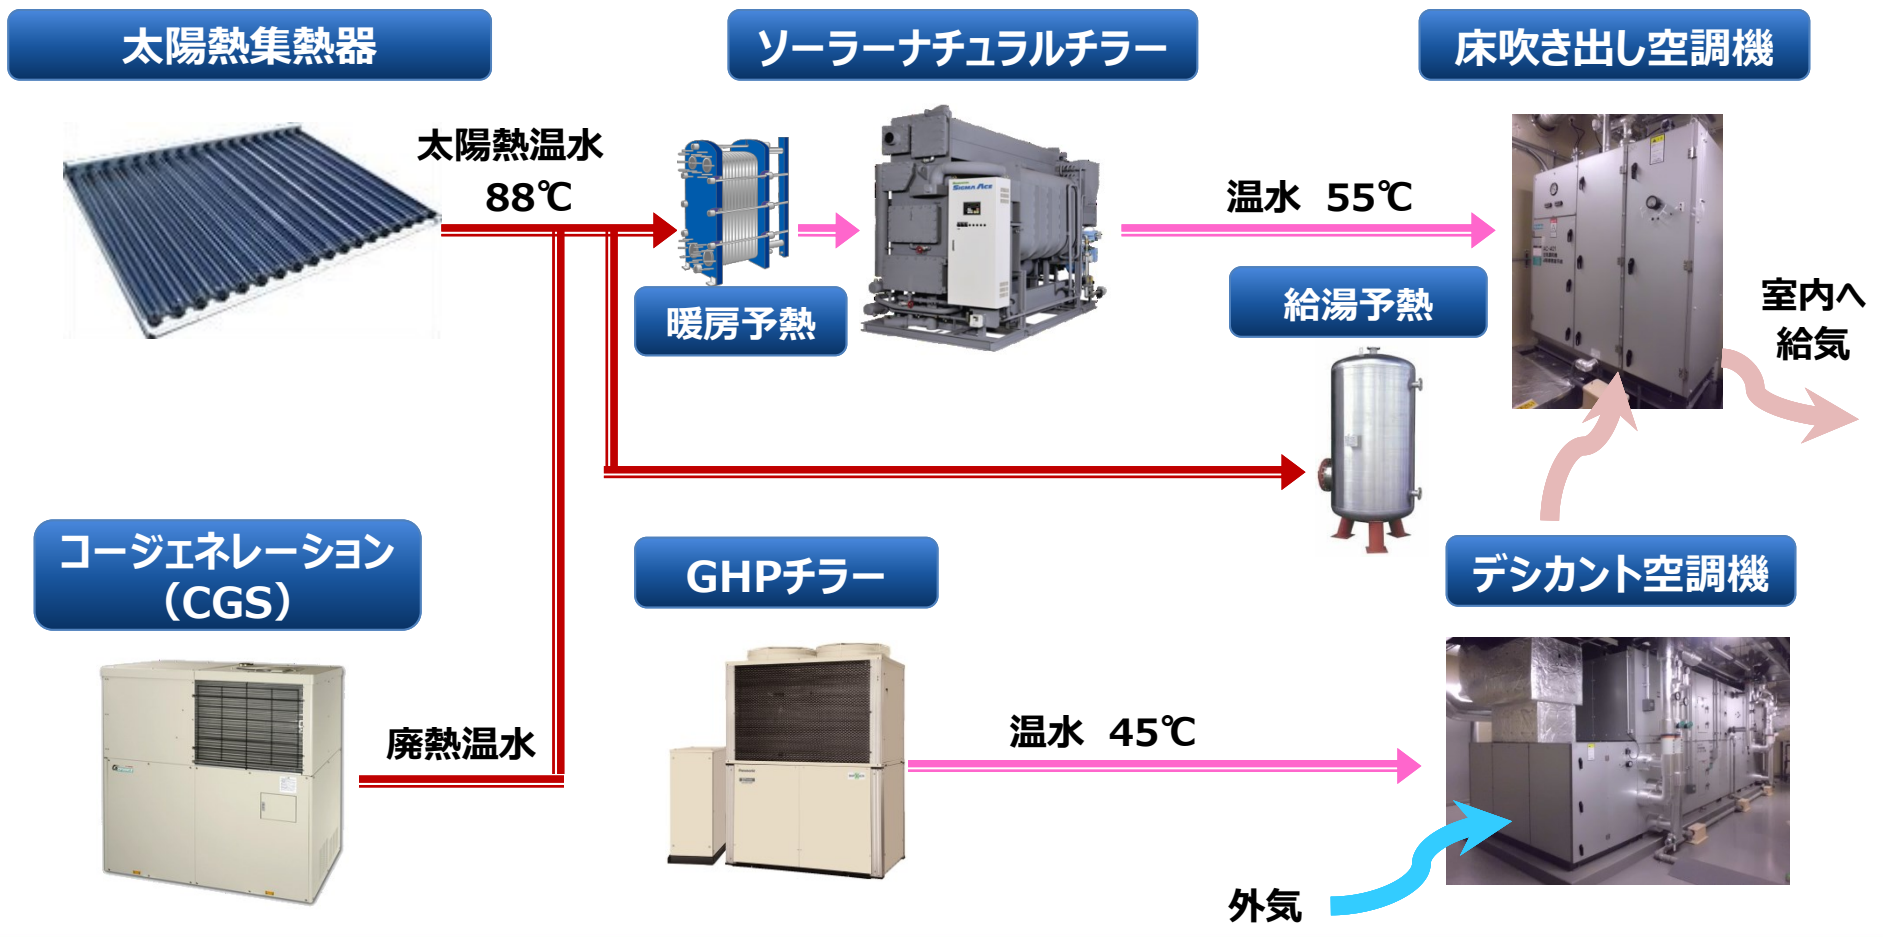 太陽熱集熱器
ソーラーナチュラルチラー
床吹き出し空調機
太陽熱温水
88℃
Sigma Ace
温水 55℃
暖房予熱
給湯予熱
室内へ
給気
コージェネレーション
（CGS）
GHPチラー
デシカント空調機
廃熱温水
温水 45℃
外気